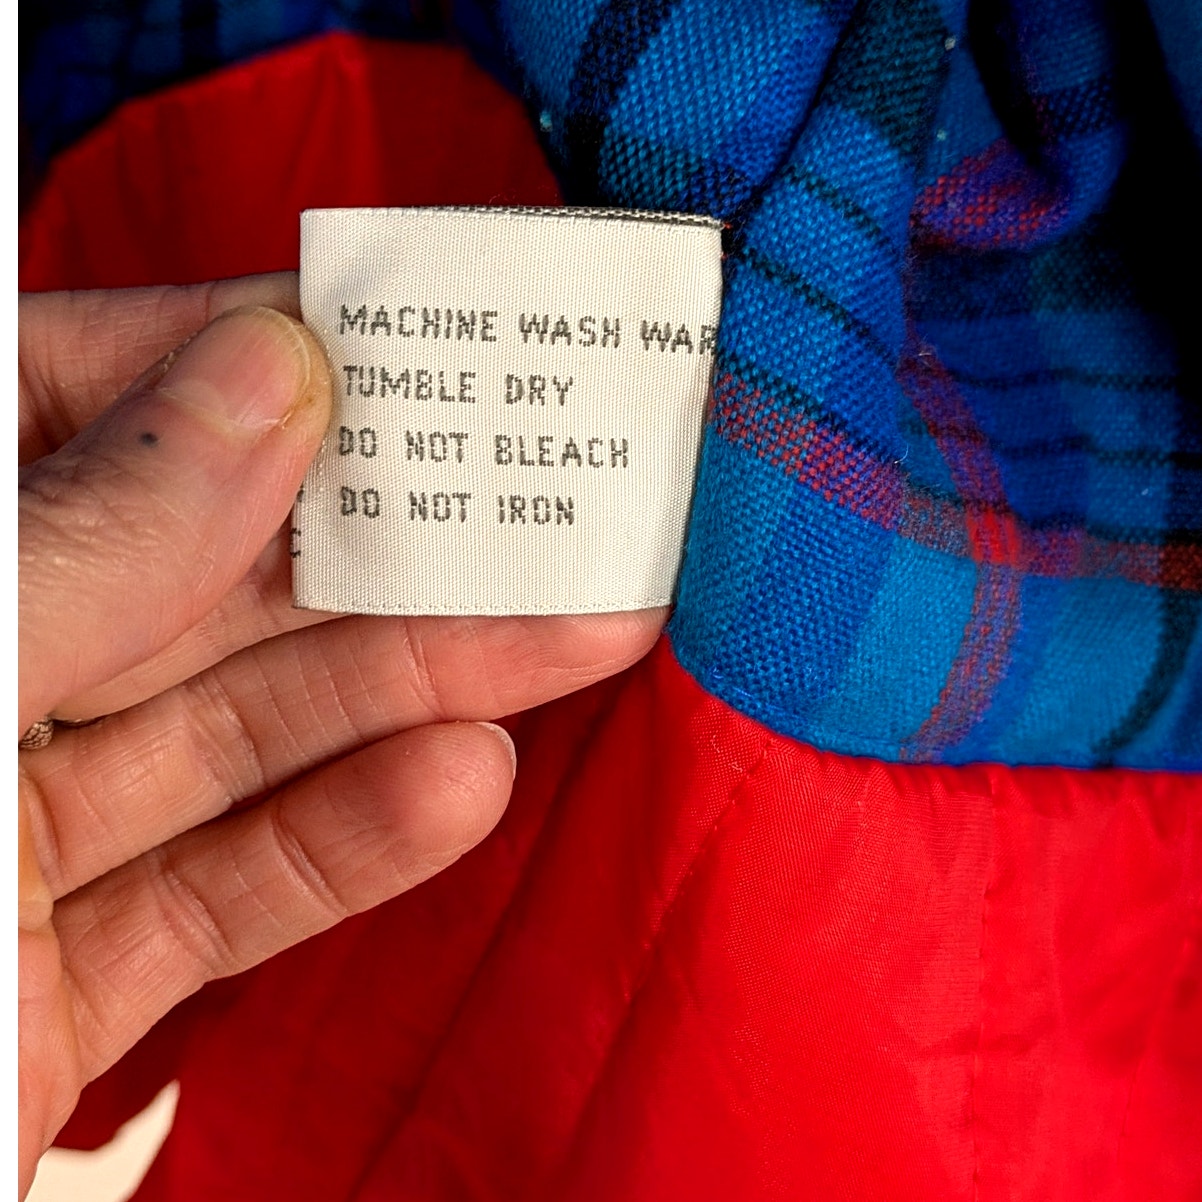 MACHINE WASH WAR
TUMBLE DRY
DO NOT BLEACH
DO NOT IRON
C